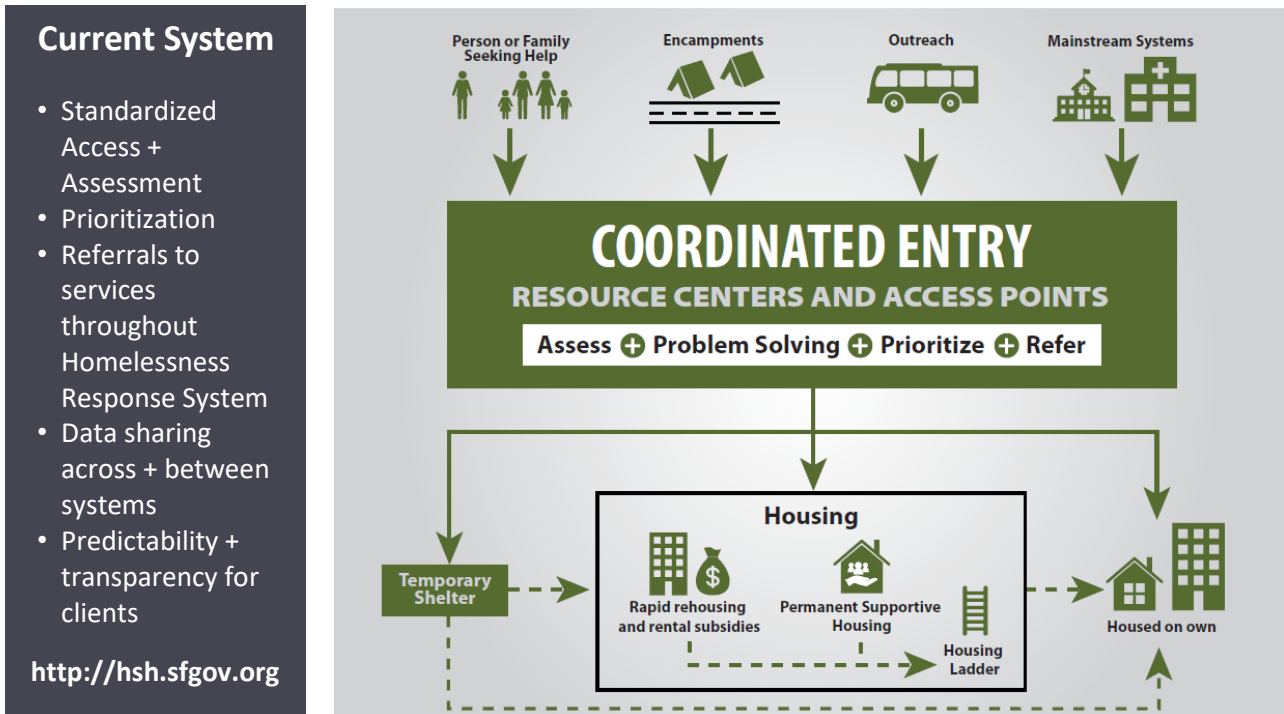 Current System
• Standardized
Access +
Assessment
• Prioritization
• Referrals to
services
throughout
Homelessness
Response System
• Data sharing
across + between
systems
• Predictability +
transparency for
clients
http://hsh.sfgov.org
Person or Family
Seeking Help
Encampments
Outreach
Mainstream Systems
COORDINATED ENTRY
RESOURCE CENTERS AND ACCESS POINTS
Assess + Problem Solving + Prioritize + Refer
Temporary
Shelter
Housing
$
Rapid rehousing
and rental subsidies
Permanent Supportive
Housing
Housing
Ladder
Housed on own